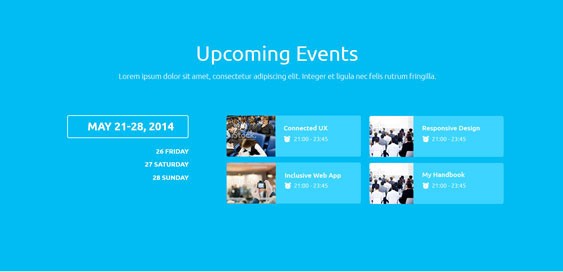 Upcoming Events
Lorem ipsum dolor sit amet, consectetur adipiscing elit. Integer et ligula nec felis rutrum fringilla.
MAY 21-28, 2014
26 FRIDAY
27 SATURDAY
28 SUNDAY
Connected UX
21:00 - 23:45
Responsive Design
21:00 - 23:45
Inclusive Web App
21:00 - 23:45
My Handbook
21:00 - 23:45